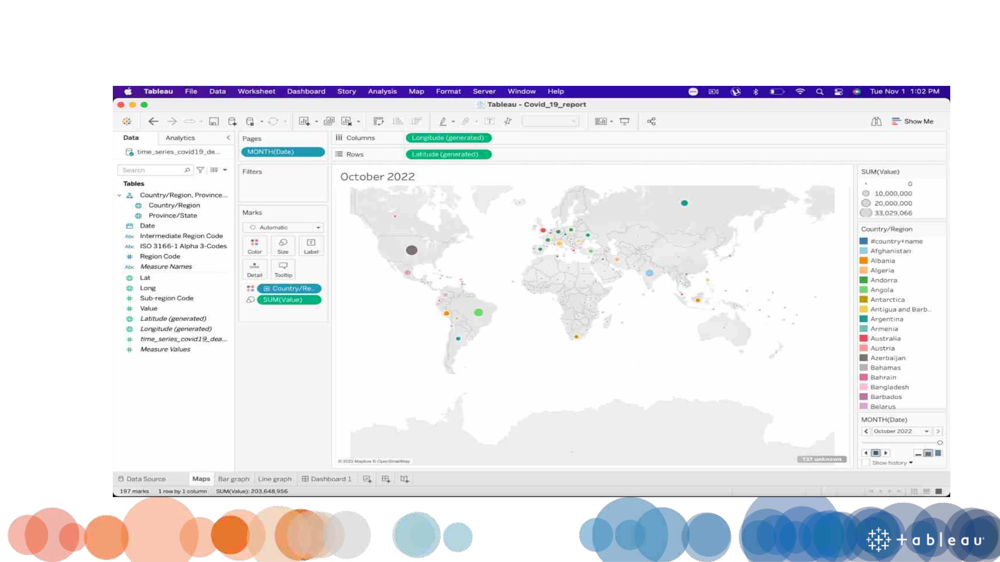 Tableau File Data Worksheet Dashboard Story Analysis Map Format Server Window Help Tue Nov 1 1:02 PM
Tableau - Covid_19_report
Show Me
Data Analytics
time_series_covid19_de...
Search
Tables
Country/Region, Province...
Country/Region
Province/State
Date
Abc Intermediate Region Code
Abc ISO 3166-1 Alpha 3-Codes
# Region Code
Abc Measure Names
Lat
Long
# Sub-region Code
# Value
Latitude (generated)
Longitude (generated)
# time_series_covid19_dea...
# Measure Values
Pages
MONTH(Date)
Filters
Marks
Automatic
Color Size Label
Detail Tooltip
Country/Re..
SUM(Value)
Columns Longitude (generated)
Rows Latitude (generated)
October 2022
© 2022 Mapbox © OpenStreetMap
137 unknown
SUM(Value)
0
10,000,000
20,000,000
33,029,066
Country/Region
#country+name
Afghanistan
Albania
Algeria
Andorra
Angola
Antarctica
Antigua and Barb..
Argentina
Armenia
Australia
Austria
Azerbaijan
Bahamas
Bahrain
Bangladesh
Barbados
Belarus
MONTH(Date)
October 2022
Show history
Data Source Maps Bar graph Line graph Dashboard 1
197 marks 1 row by 1 column SUM(Value): 203,648,956
+ableau